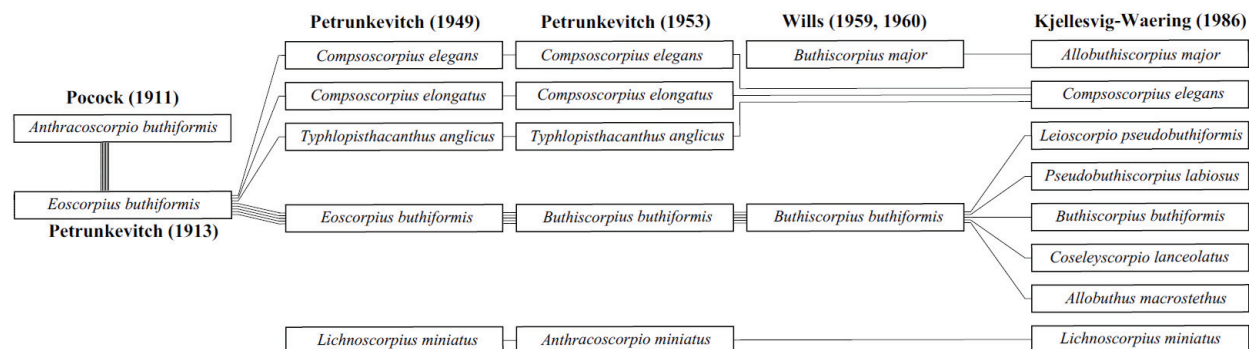 Petrunkevitch (1949) Petrunkevitch (1953) Wills (1959, 1960) Kjellesvig-Waering (1986)
Compsoscorpius elegans Compsoscorpius elegans Buthiscorpius major Allobuthiscorpius major
Pocock (1911) Compsoscorpius elongatus Compsoscorpius elongatus Compsoscorpius elegans
Anthracoscorpio buthiformis Typhlopisthacanthus anglicus Typhlopisthacanthus anglicus Leioscorpio pseudobuthiformis
Pseudobuthiscorpius labiosus
Eoscorpius buthiformis Eoscorpius buthiformis Buthiscorpius buthiformis Buthiscorpius buthiformis Buthiscorpius buthiformis
Petrunkevitch (1913)
Coseleyscorpio lanceolatus
Allobuthus macrostethus
Lichnoscorpius miniatus Anthracoscorpio miniatus Lichnoscorpius miniatus